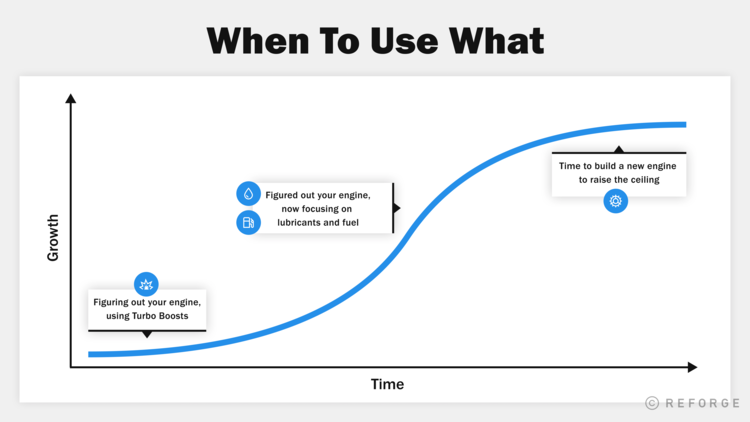 When To Use What
Growth
Figuring out your engine,
using Turbo Boosts
Figured out your engine,
now focusing on
lubricants and fuel
Time to build a new engine
to raise the ceiling
Time
© REFORGE